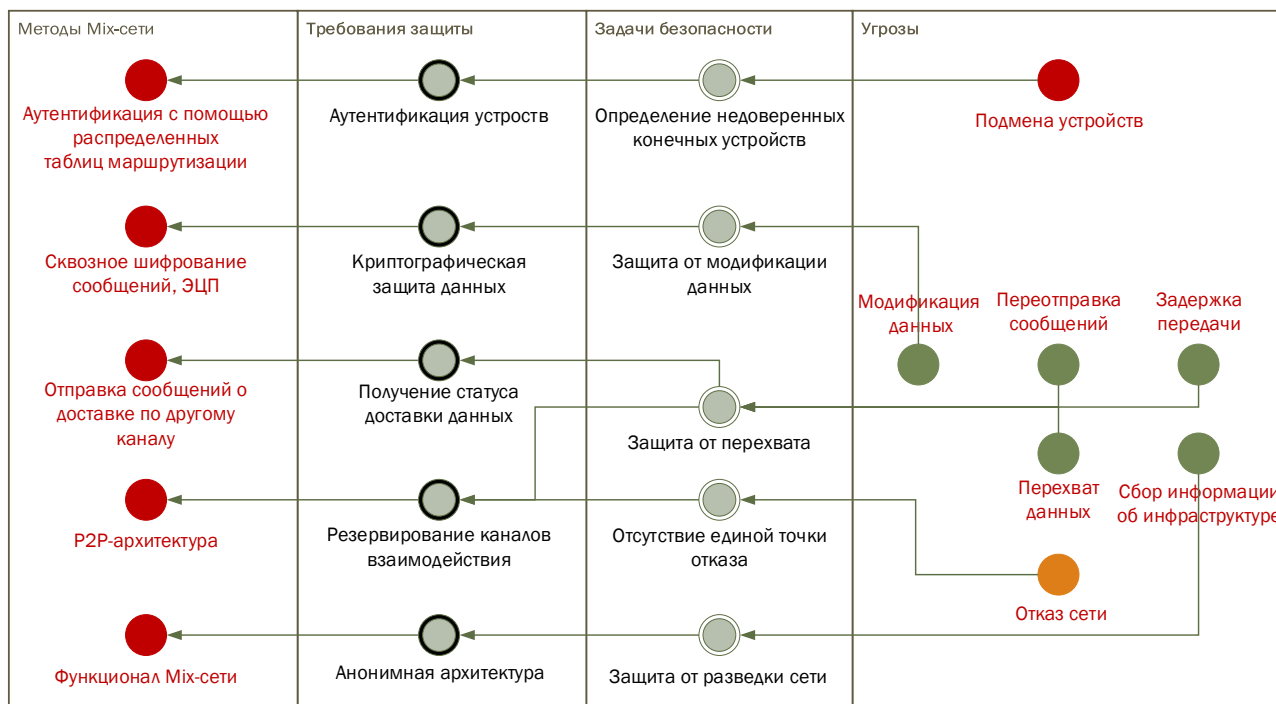 Методы Mix-сети
Требования защиты
Задачи безопасности
Угрозы
Аутентификация с помощью
распределенных
таблиц маршрутизации
Аутентификация устроств
Определение недоверенных
конечных устройств
Подмена устройств
Сквозное шифрование
сообщений, ЭЦП
Криптографическая
защита данных
Защита от модификации
данных
Модификация
данных
Переотправка
сообщений
Задержка
передачи
Отправка сообщений о
доставке по другому
каналу
Получение статуса
доставки данных
Защита от перехвата
Перехват
данных
Сбор информации
об инфраструктуре
P2P-архитектура
Резервирование каналов
взаимодействия
Отсутствие единой точки
отказа
Отказ сети
Функционал Mix-сети
Анонимная архитектура
Защита от разведки сети